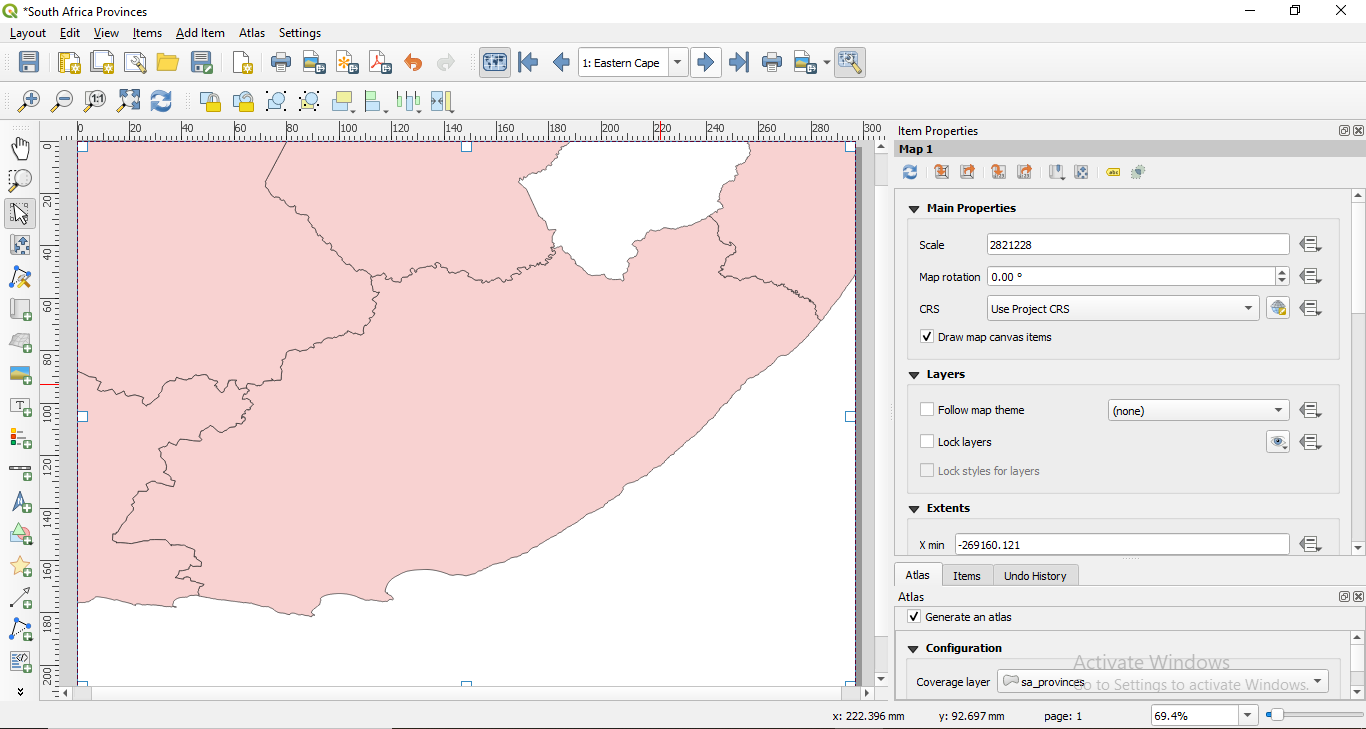 *South Africa Provinces
Layout Edit View Items Add Item Atlas Settings
1: Eastern Cape
0 20 40 60 80 100 120 140 160 180 200 220 240 260 280 300
0
20
40
60
80
100
120
140
160
180
200
Item Properties
Map 1
Main Properties
Scale 2821228
Map rotation 0.00 °
CRS Use Project CRS
Draw map canvas items
Layers
Follow map theme (none)
Lock layers
Lock styles for layers
Extents
X min -269160.121
Atlas Items Undo History
Atlas
Generate an atlas
Configuration
Activate Windows
Coverage layer sa_provinces
Go to Settings to activate Windows.
x: 222.396 mm y: 92.697 mm page: 1 69.4%